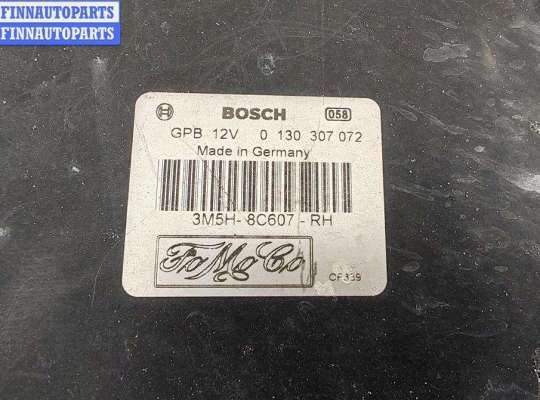 FINNAUTOPARTS
FINNAUTOPARTS
BOSCH 058
GPB 12V 0 130 307 072
Made in Germany
3M5H- 8C607 - RH
FoMoCo
CF339